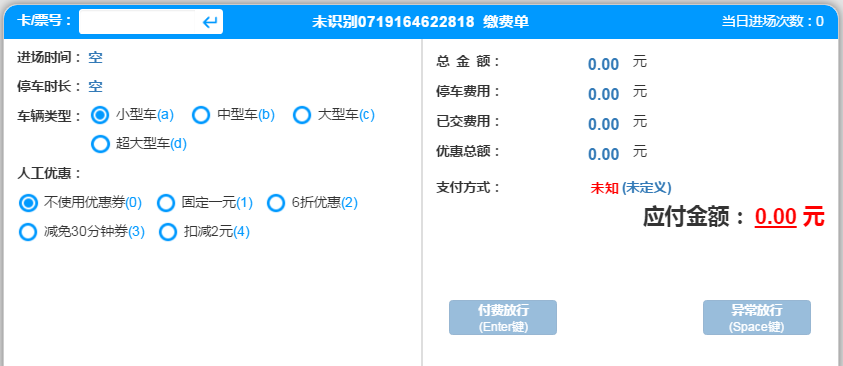 卡/票号： 未识别0719164622818 缴费单 当日进场次数：0
进场时间：空
停车时长：空
车辆类型： 小型车(a) 中型车(b) 大型车(c)
超大型车(d)
人工优惠：
不使用优惠券(0) 固定一元(1) 6折优惠(2)
减免30分钟券(3) 扣减2元(4)
总 金 额： 0.00 元
停车费用： 0.00 元
已交费用： 0.00 元
优惠总额： 0.00 元
支付方式： 未知 (未定义)
应付金额： 0.00 元
付费放行
(Enter键)
异常放行
(Space键)